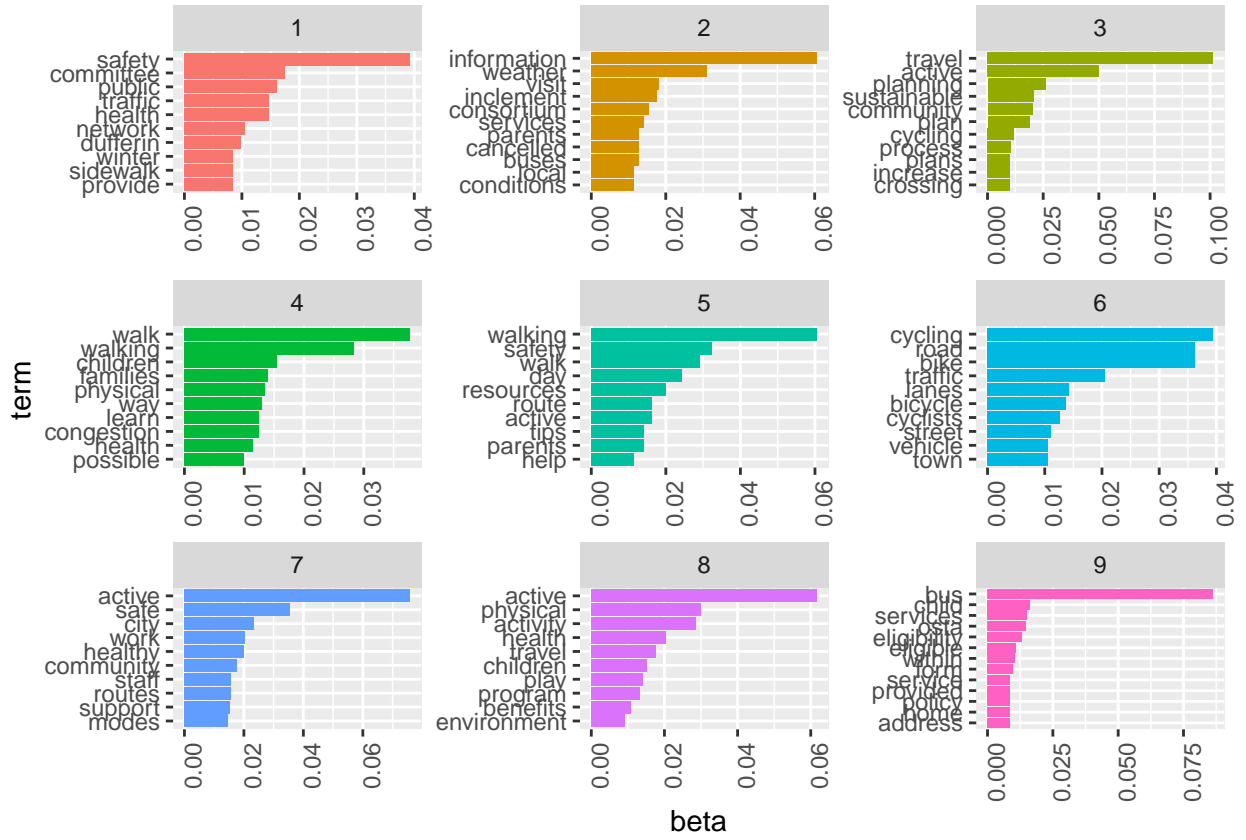 1
safety
committee
public
traffic
health
network
dufferin
winter
sidewalk
provide
0.00 0.01 0.02 0.03 0.04
2
information
weather
visit
inclement
consortium
services
parents
cancelled
buses
local
conditions
0.00 0.02 0.04 0.06
3
travel
active
planning
sustainable
community
plan
cycling
process
plans
increase
crossing
0.000 0.025 0.050 0.075 0.100
term
4
walk
walking
children
families
physical
way
learn
congestion
health
possible
0.00 0.01 0.02 0.03
5
walking
safety
walk
day
resources
route
active
tips
parents
help
0.00 0.02 0.04 0.06
6
cycling
road
bike
traffic
lanes
bicycle
cyclists
street
vehicle
town
0.00 0.01 0.02 0.03 0.04
7
active
safe
city
work
healthy
community
staff
routes
support
modes
0.00 0.02 0.04 0.06
8
active
physical
activity
health
travel
children
play
program
benefits
environment
0.00 0.02 0.04 0.06
9
bus
child
services
osta
eligibility
eligible
within
form
service
provided
policy
home
address
0.000 0.025 0.050 0.075
beta